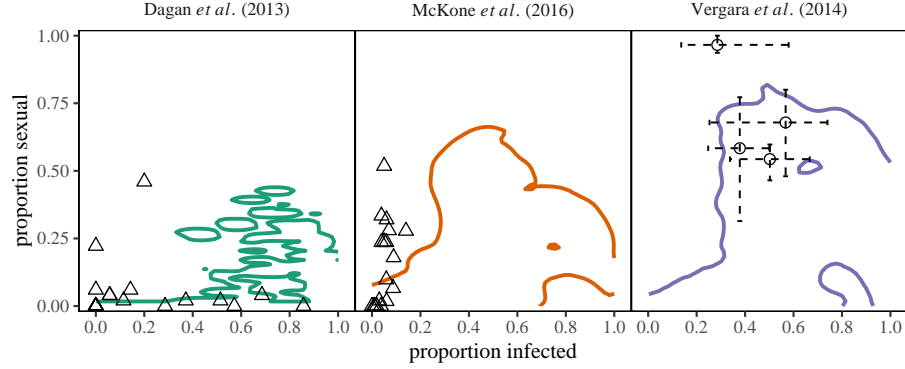 Dagan et al. (2013) McKone et al. (2016) Vergara et al. (2014)
proportion sexual
1.00
0.75
0.50
0.25
0.00
0.0 0.2 0.4 0.6 0.8 1.0 0.0 0.2 0.4 0.6 0.8 1.0 0.0 0.2 0.4 0.6 0.8 1.0
proportion infected